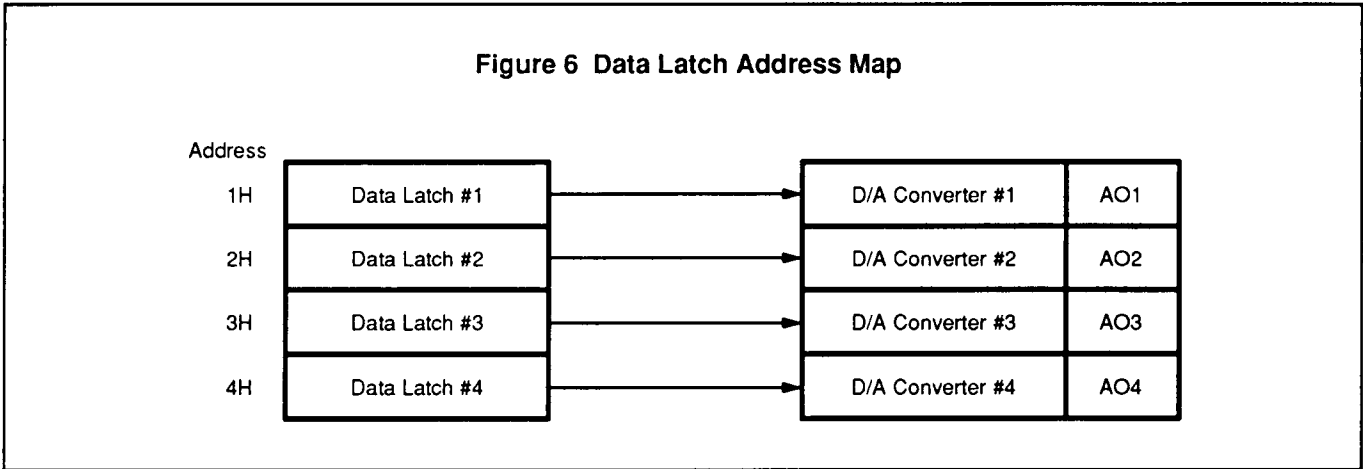 Figure 6 Data Latch Address Map
Address
1H Data Latch #1 D/A Converter #1 AO1
2H Data Latch #2 D/A Converter #2 AO2
3H Data Latch #3 D/A Converter #3 AO3
4H Data Latch #4 D/A Converter #4 AO4